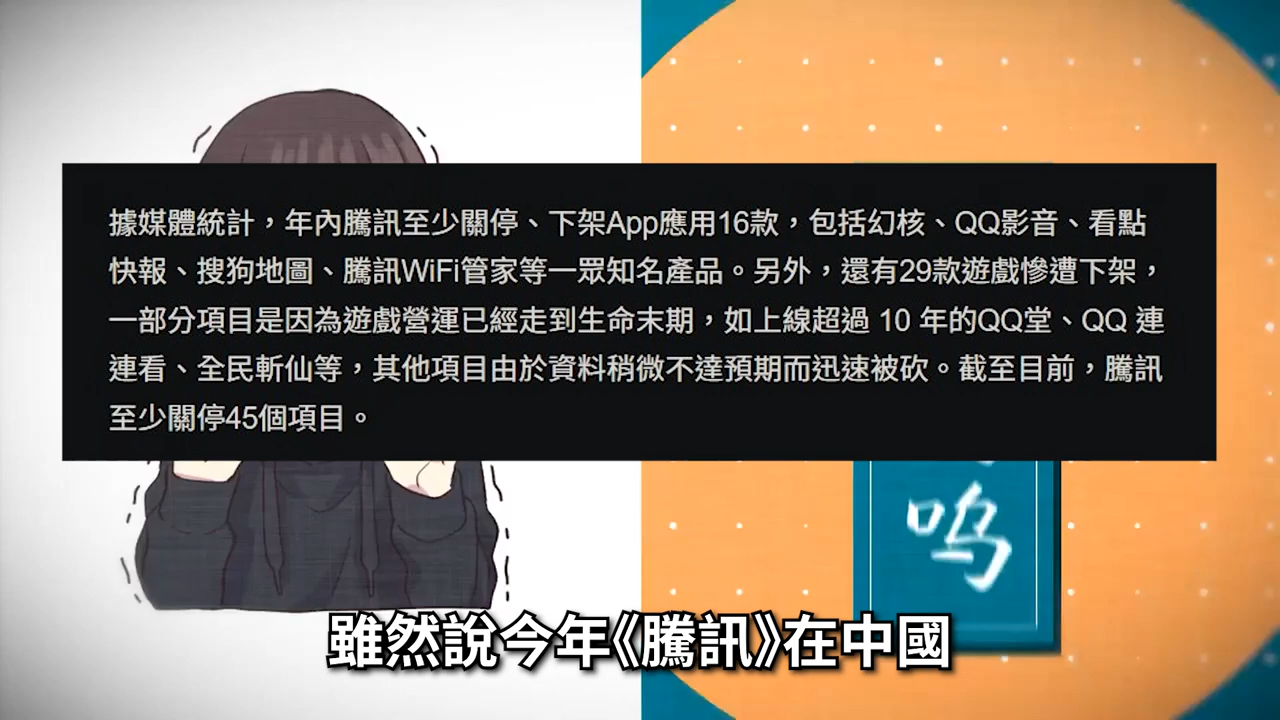 據媒體統計，年內騰訊至少關停、下架App應用16款，包括幻核、QQ影音、看點
快報、搜狗地圖、騰訊WiFi管家等一眾知名產品。另外，還有29款遊戲慘遭下架，
一部分項目是因為遊戲營運已經走到生命末期，如上線超過 10 年的QQ堂、QQ 連
連看、全民斬仙等，其他項目由於資料稍微不達預期而迅速被砍。截至目前，騰訊
至少關停45個項目。
嗚
雖然說今年《騰訊》在中國